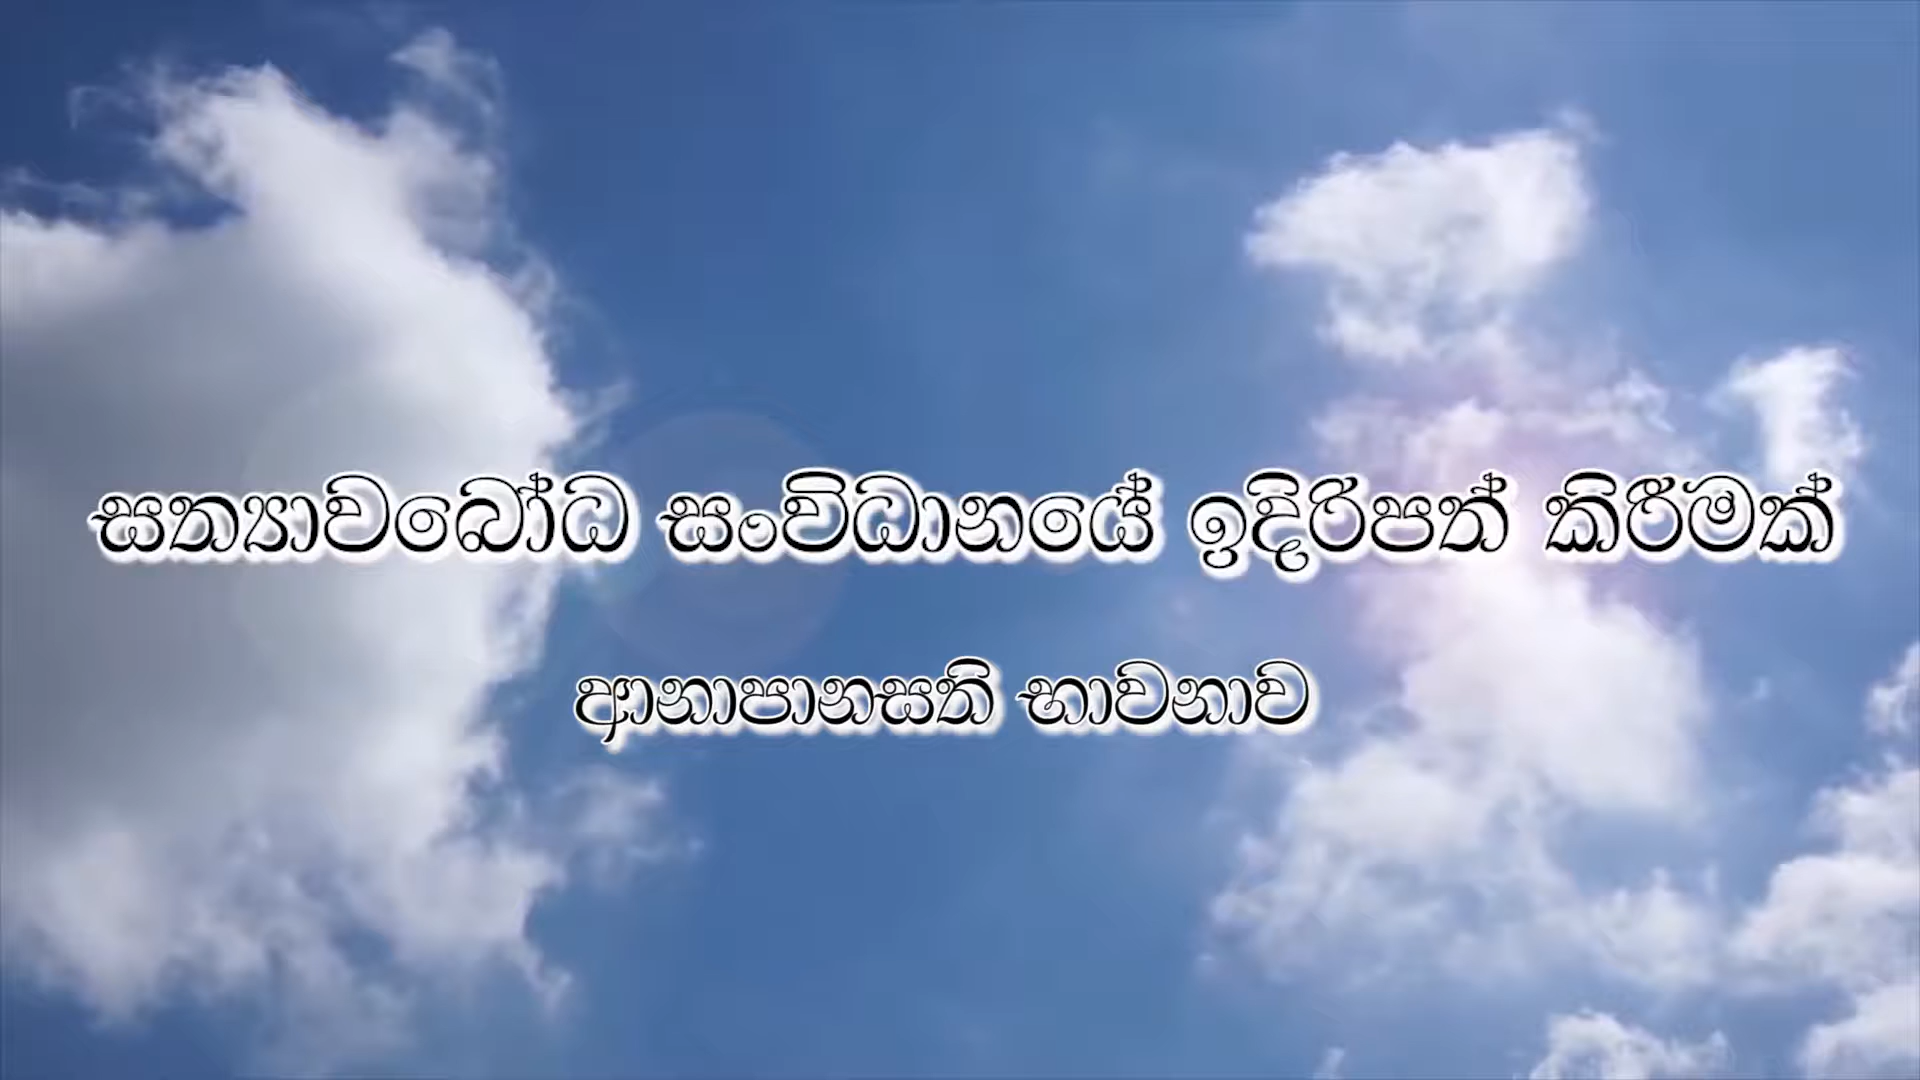 සත්‍යාවබෝධ සංවිධානයේ ඉදිරිපත් කිරීමක්
ආනාපානසති භාවනාව